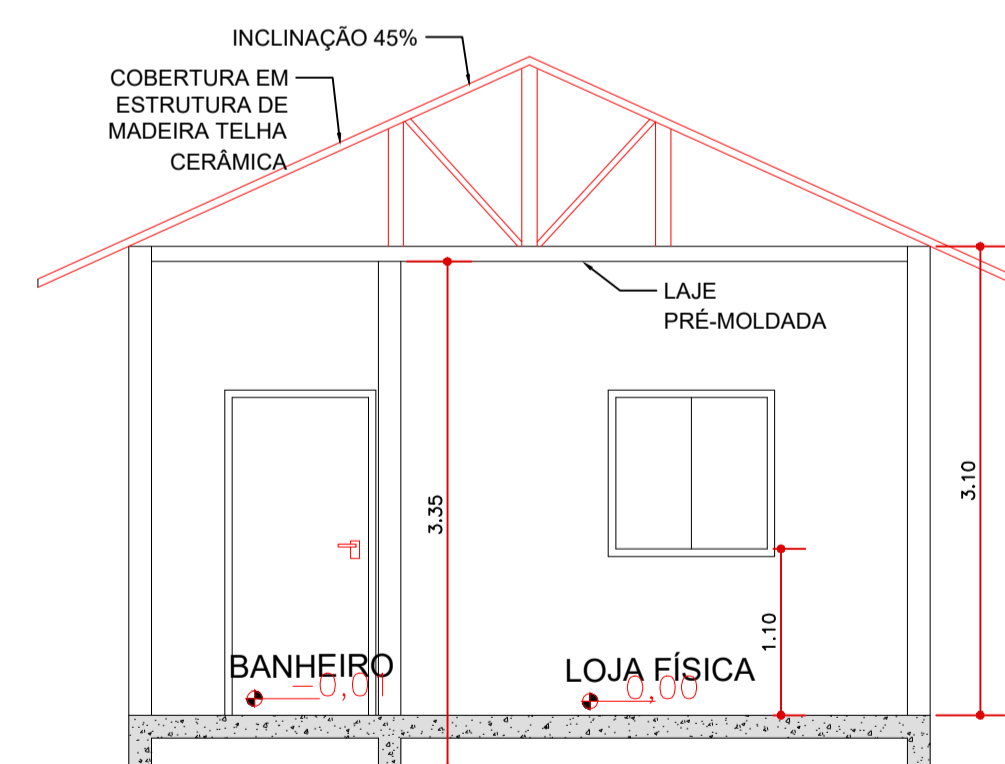 INCLINAÇÃO 45%
COBERTURA EM
ESTRUTURA DE
MADEIRA TELHA
CERÂMICA
LAJE
PRÉ-MOLDADA
3.35
3.10
1.10
BANHEIRO
-0,01
LOJA FÍSICA
0,00